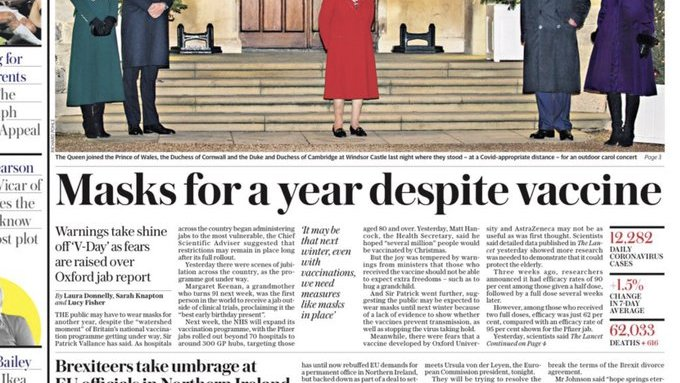 g for
rents
The
ph
Appeal
arson
Vicar of
es the
know
ost plot
Bailey
Ikea
The Queen joined the Prince of Wales, the Duchess of Cornwall and the Duke and Duchess of Cambridge at Windsor Castle last night where they stood – at a Covid-appropriate distance – for an outdoor carol concert Page 3
Masks for a year despite vaccine
Warnings take shine
off ‘V-Day’ as fears
are raised over
Oxford jab report
By Laura Donnelly, Sarah Knapton
and Lucy Fisher
THE public may have to wear masks for
another year, despite the “watershed
moment” of Britain’s national vaccina-
tion programme getting under way, Sir
Patrick Vallance has said. As hospitals
across the country began administering
jabs to the most vulnerable, the Chief
Scientific Adviser suggested that
restrictions may remain in place long
after its full rollout.
Yesterday there were scenes of jubi-
lation across the country, as the pro-
gramme got under way.
Margaret Keenan, a grandmother
who turns 91 next week, was the first
person in the world to receive a jab out-
side of clinical trials, proclaiming it the
“best early birthday present”.
Next week, the NHS will expand its
vaccination programme, with the Pfizer
jabs rolled out beyond 70 hospitals to
around 300 GP hubs, targeting those
‘It may be
that next
winter, even
with
vaccinations,
we need
measures
like masks
in place’
aged 80 and over. Yesterday, Matt Han-
cock, the Health Secretary, said he
hoped “several million” people would
be vaccinated by Christmas.
But the joy was tempered by warn-
ings from ministers that those who
received the vaccine should not be able
to expect extra freedoms – such as to
hug a grandchild.
And Sir Patrick went further, sug-
gesting the public may be expected to
wear masks until next winter because
of a lack of evidence to show whether
the vaccines prevent transmission, as
well as stopping the virus taking hold.
Meanwhile, there were fears that a
vaccine developed by Oxford Univer-
sity and AstraZeneca may not be as
useful as was first thought. Scientists
said detailed data published in The Lan-
cet yesterday showed more research
was needed to demonstrate that it could
protect the elderly.
Three weeks ago, researchers
announced it had efficacy rates of 90
per cent among those given a half dose,
followed by a full dose several weeks
later.
However, among those who received
two full doses, efficacy was just 62 per
cent, compared with an efficacy rate of
95 per cent shown for the Pfizer jab.
Yesterday, scientists said The Lancet
Continued on Page 4
12,282
DAILY
CORONAVIRUS
CASES
+1.5%
CHANGE
IN 7-DAY
AVERAGE
62,033
DEATHS + 616
Brexiteers take umbrage at
EU officials in Northern Ireland
has until now rebuffed EU demands for
a permanent office in Northern Ireland,
but backed down as part of a deal to set-
meets Ursula von der Leyen, the Euro-
pean Commission president, tonight.
They will try to resolve the
break the terms of the Brexit divorce
agreement.
Mr Johnson said “hope springs eter-